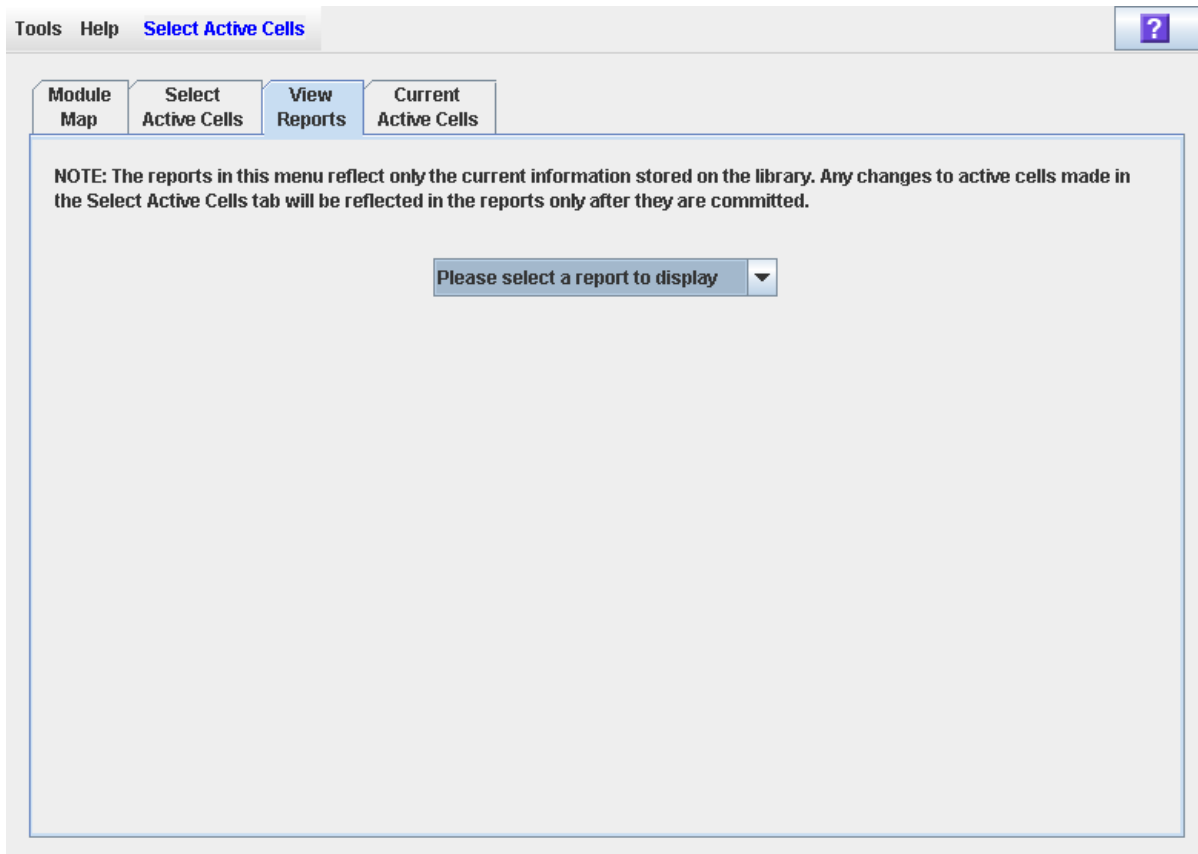 Tools Help Select Active Cells ?
Module Map
Select Active Cells
View Reports
Current Active Cells
NOTE: The reports in this menu reflect only the current information stored on the library. Any changes to active cells made in
the Select Active Cells tab will be reflected in the reports only after they are committed.
Please select a report to display